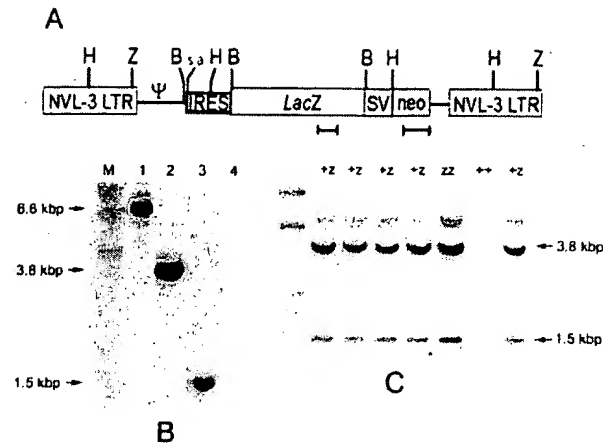 A
H Z B sa H B B H H Z
NVL-3 LTR Ψ IRES LacZ SV neo NVL-3 LTR
M 1 2 3 4
+z +z +z +z zz ++ +z
6.6 kbp
3.8 kbp
1.5 kbp
3.8 kbp
1.5 kbp
B
C